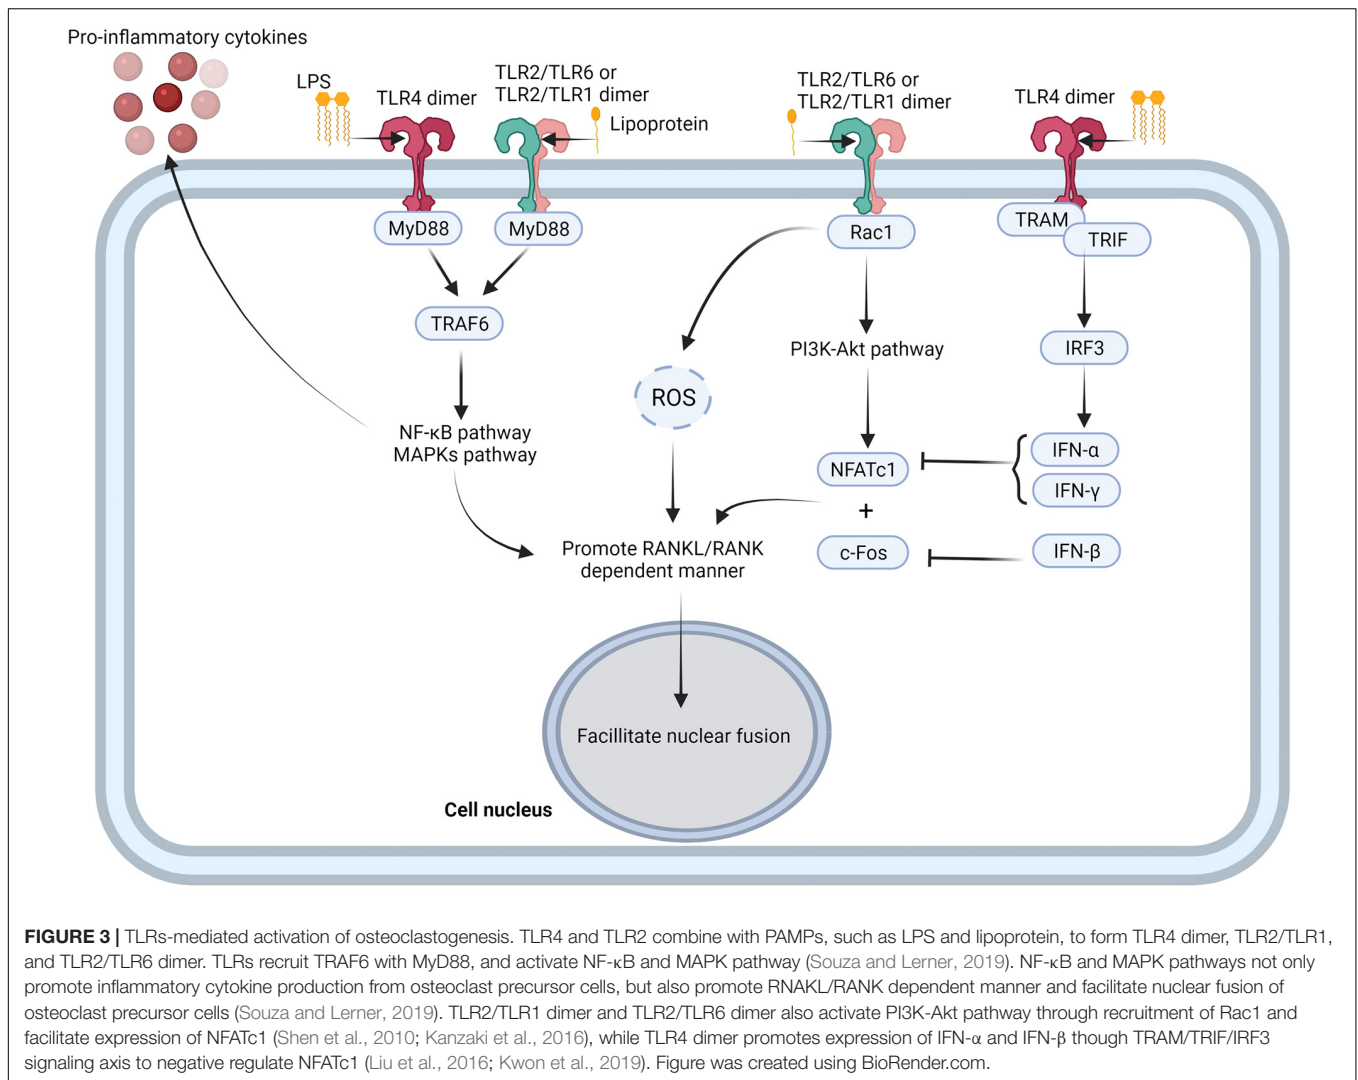 Pro-inflammatory cytokines
LPS
TLR4 dimer
TLR2/TLR6 or
TLR2/TLR1 dimer
Lipoprotein
TLR2/TLR6 or
TLR2/TLR1 dimer
TLR4 dimer
MyD88
MyD88
Rac1
TRAM
TRIF
TRAF6
PI3K-Akt pathway
IRF3
ROS
NF-κB pathway
MAPKs pathway
NFATc1
IFN-α
IFN-γ
+
c-Fos
IFN-β
Promote RANKL/RANK
dependent manner
Facillitate nuclear fusion
Cell nucleus
FIGURE 3 | TLRs-mediated activation of osteoclastogenesis. TLR4 and TLR2 combine with PAMPs, such as LPS and lipoprotein, to form TLR4 dimer, TLR2/TLR1,
and TLR2/TLR6 dimer. TLRs recruit TRAF6 with MyD88, and activate NF-κB and MAPK pathway (Souza and Lerner, 2019). NF-κB and MAPK pathways not only
promote inflammatory cytokine production from osteoclast precursor cells, but also promote RNAKL/RANK dependent manner and facilitate nuclear fusion of
osteoclast precursor cells (Souza and Lerner, 2019). TLR2/TLR1 dimer and TLR2/TLR6 dimer also activate PI3K-Akt pathway through recruitment of Rac1 and
facilitate expression of NFATc1 (Shen et al., 2010; Kanzaki et al., 2016), while TLR4 dimer promotes expression of IFN-α and IFN-β though TRAM/TRIF/IRF3
signaling axis to negative regulate NFATc1 (Liu et al., 2016; Kwon et al., 2019). Figure was created using BioRender.com.